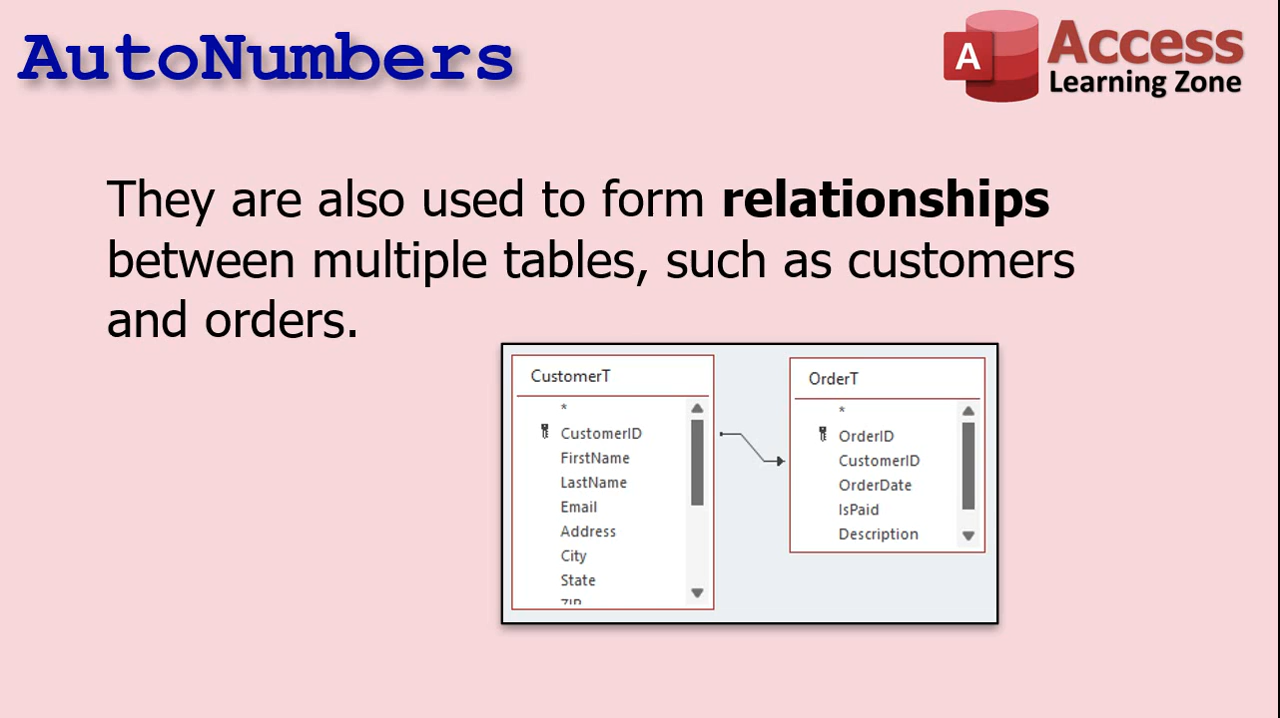 AutoNumbers
A
Access
Learning Zone
They are also used to form relationships
between multiple tables, such as customers
and orders.
CustomerT
*
CustomerID
FirstName
LastName
Email
Address
City
State
ZIP
OrderT
*
OrderID
CustomerID
OrderDate
IsPaid
Description